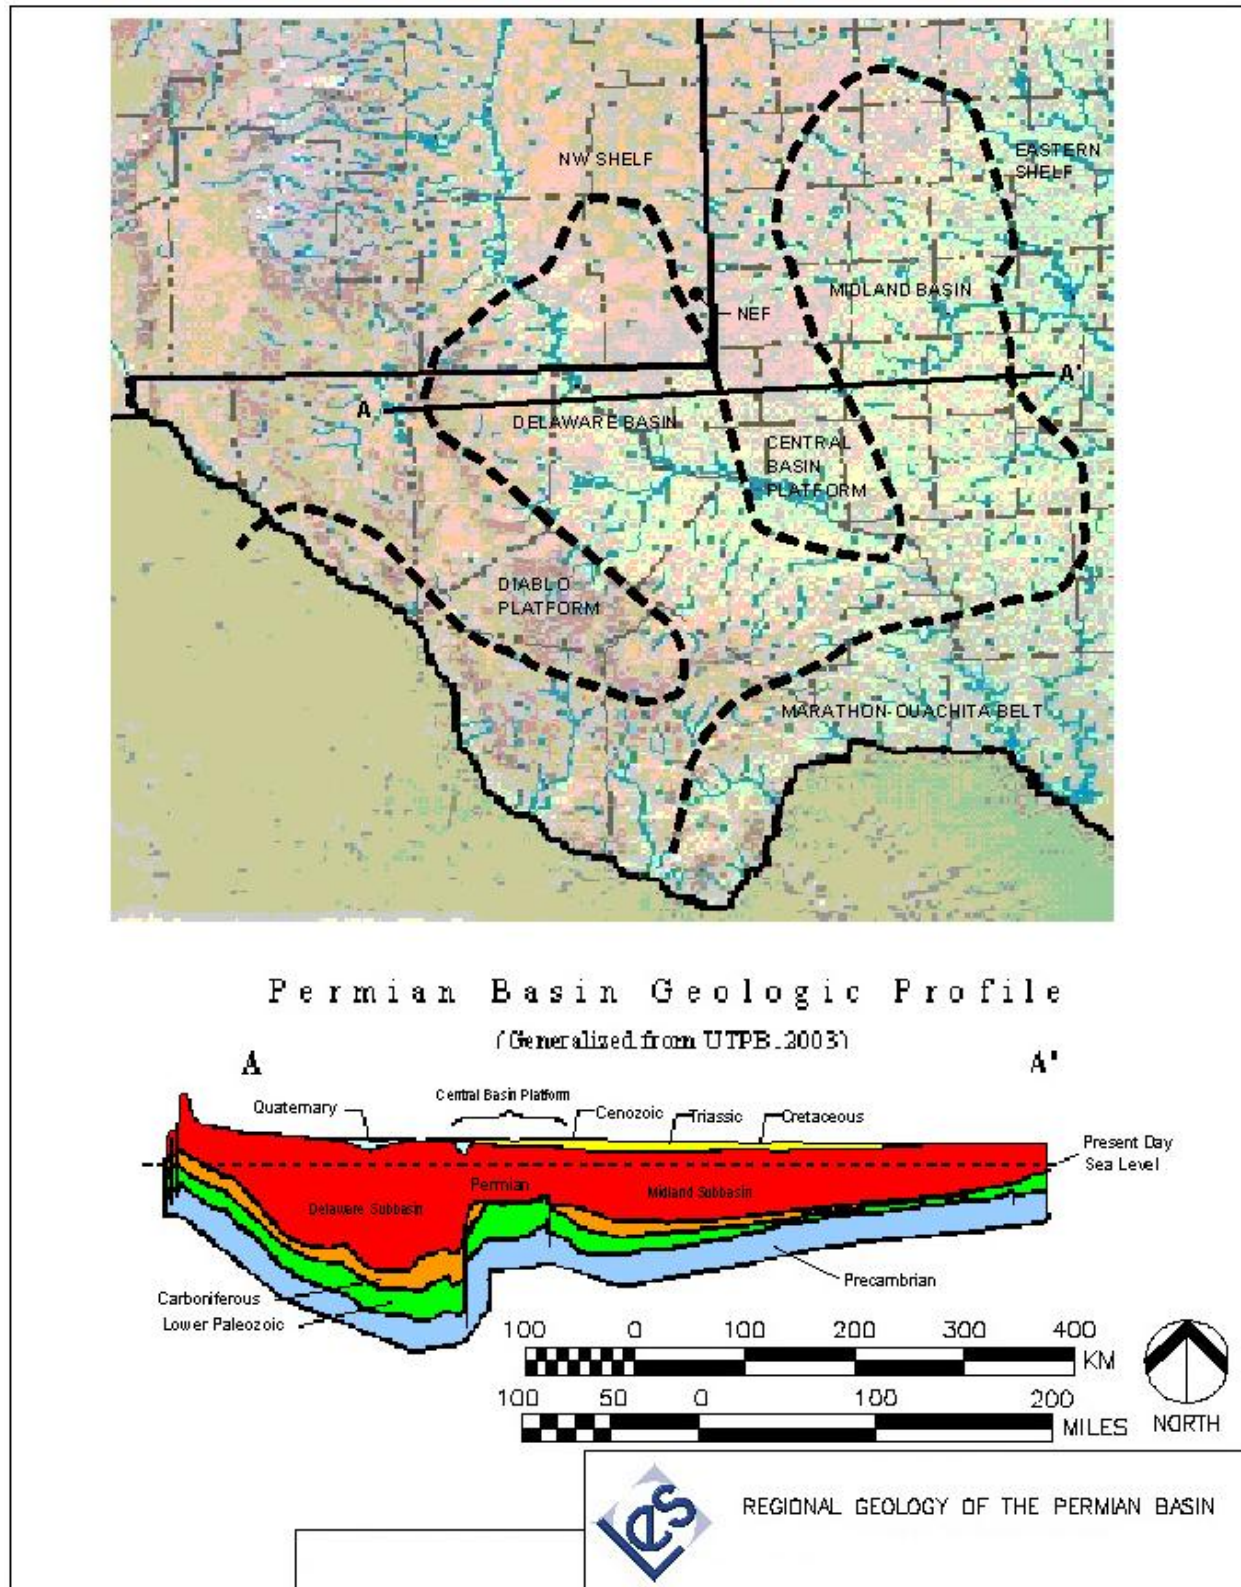 NW SHELF
EASTERN
SHELF
MIDLAND BASIN
NEF
A
A'
DELAWARE BASIN
CENTRAL
BASIN
PLATFORM
DIABLO
PLATFORM
MARATHON-OUACHITA BELT
Permian Basin Geologic Profile
(Generalized from UTPB, 2003)
A
A'
Central Basin Platform
Quaternary
Cenozoic
Triassic
Cretaceous
Present Day
Sea Level
Permian
Delaware Subbasin
Midland Subbasin
Precambrian
Carboniferous
Lower Paleozoic
100 0 100 200 300 400
KM
100 50 0 100 200
MILES
NORTH
LES
REGIONAL GEOLOGY OF THE PERMIAN BASIN